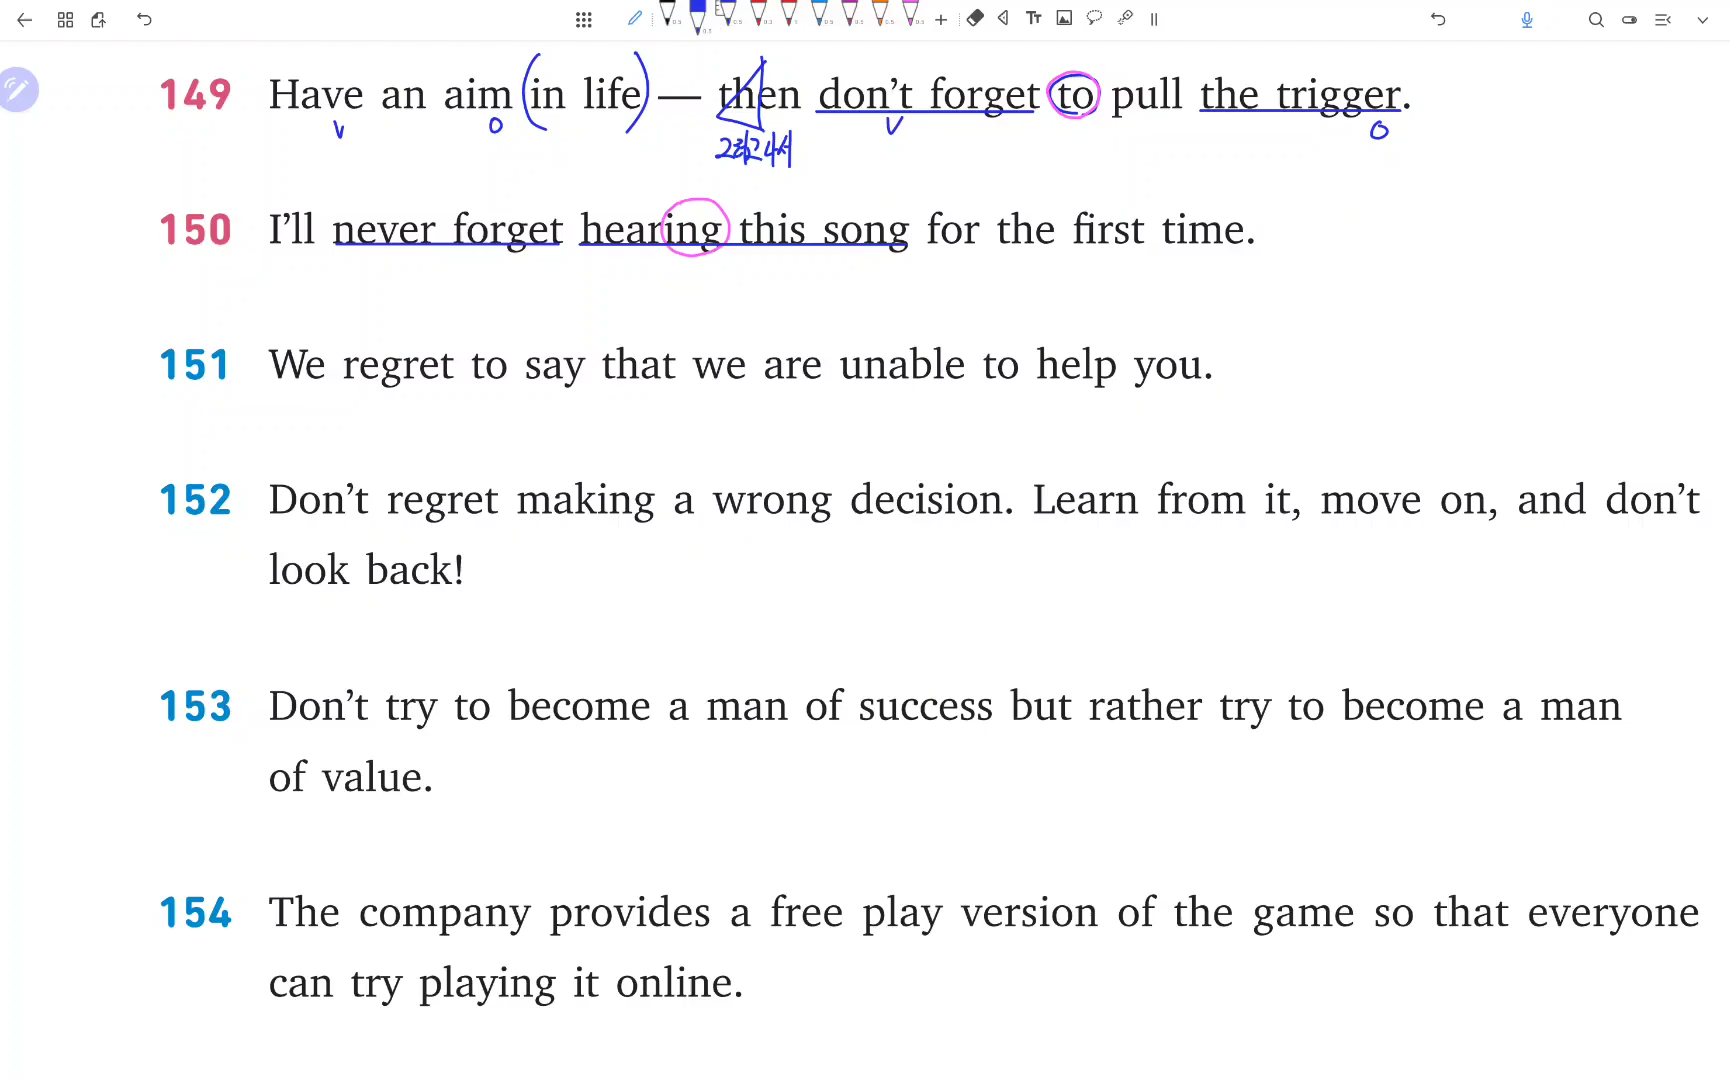 149 Have an aim (in life) — then don't forget to pull the trigger.
v o v o
150 I'll never forget hearing this song for the first time.
151 We regret to say that we are unable to help you.
152 Don't regret making a wrong decision. Learn from it, move on, and don't
look back!
153 Don't try to become a man of success but rather try to become a man
of value.
154 The company provides a free play version of the game so that everyone
can try playing it online.